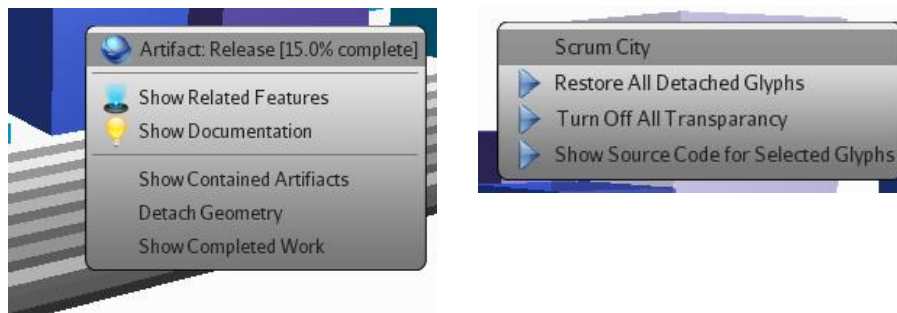 Artifact: Release [15.0% complete]
Show Related Features
Show Documentation
Show Contained Artifiacts
Detach Geometry
Show Completed Work
Scrum City
Restore All Detached Glyphs
Turn Off All Transparancy
Show Source Code for Selected Glyphs